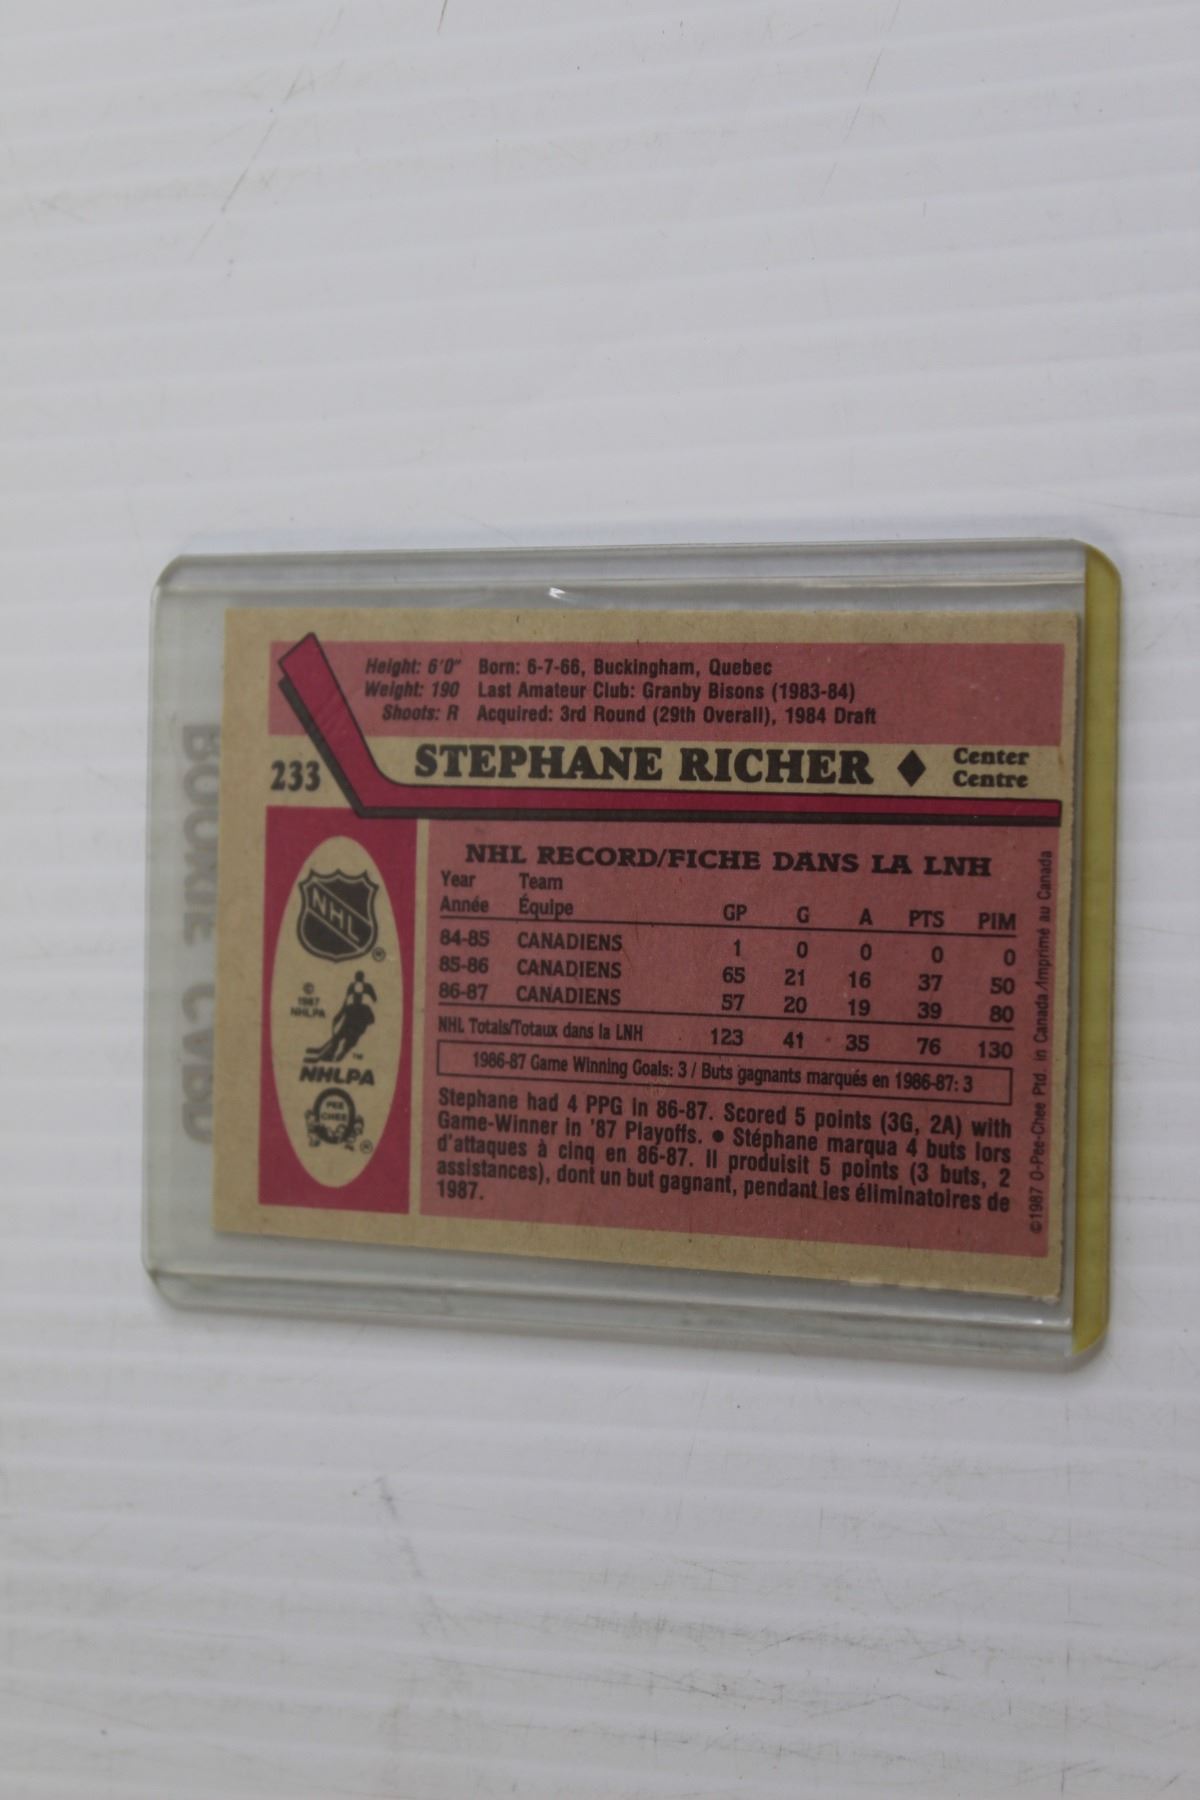 Height: 6'0" Born: 6-7-66, Buckingham, Quebec
Weight: 190 Last Amateur Club: Granby Bisons (1983-84)
Shoots: R Acquired: 3rd Round (29th Overall), 1984 Draft
233 STEPHANE RICHER ♦ Center
Centre
NHL RECORD/FICHE DANS LA LNH
Year Team
Année Équipe GP G A PTS PIM
84-85 CANADIENS 1 0 0 0 0
85-86 CANADIENS 65 21 16 37 50
86-87 CANADIENS 57 20 19 39 80
NHL Totals/Totaux dans la LNH 123 41 35 76 130
1986-87 Game Winning Goals: 3 / Buts gagnants marqués en 1986-87: 3
Stephane had 4 PPG in 86-87. Scored 5 points (3G, 2A) with
Game-Winner in '87 Playoffs. ● Stéphane marqua 4 buts lors
d'attaques à cinq en 86-87. Il produisit 5 points (3 buts, 2
assistances), dont un but gagnant, pendant les éliminatoires de
1987.
NHL ®
©
1987
NHLPA
™
NHLPA
O PEE CHEE ®
©1987 O-Pee-Chee Ptd. in Canada /Imprimé au Canada
ROOKIE CARD